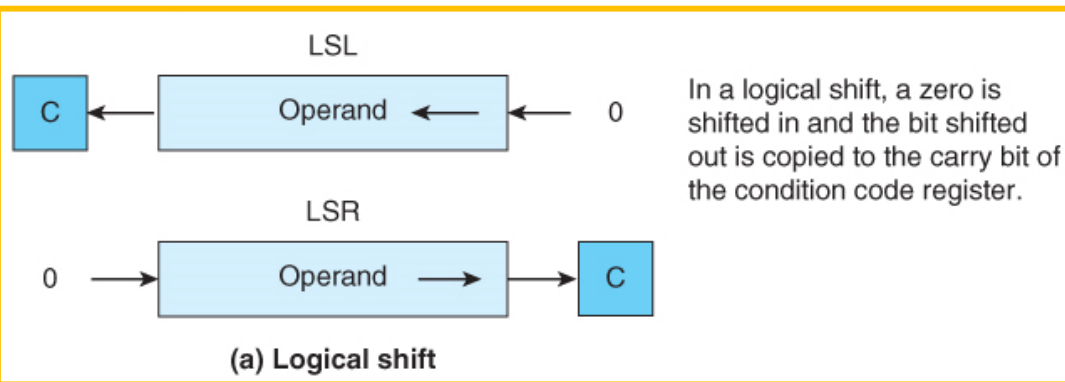 LSL
C
Operand
0
In a logical shift, a zero is
shifted in and the bit shifted
out is copied to the carry bit of
the condition code register.
LSR
0
Operand
C
(a) Logical shift